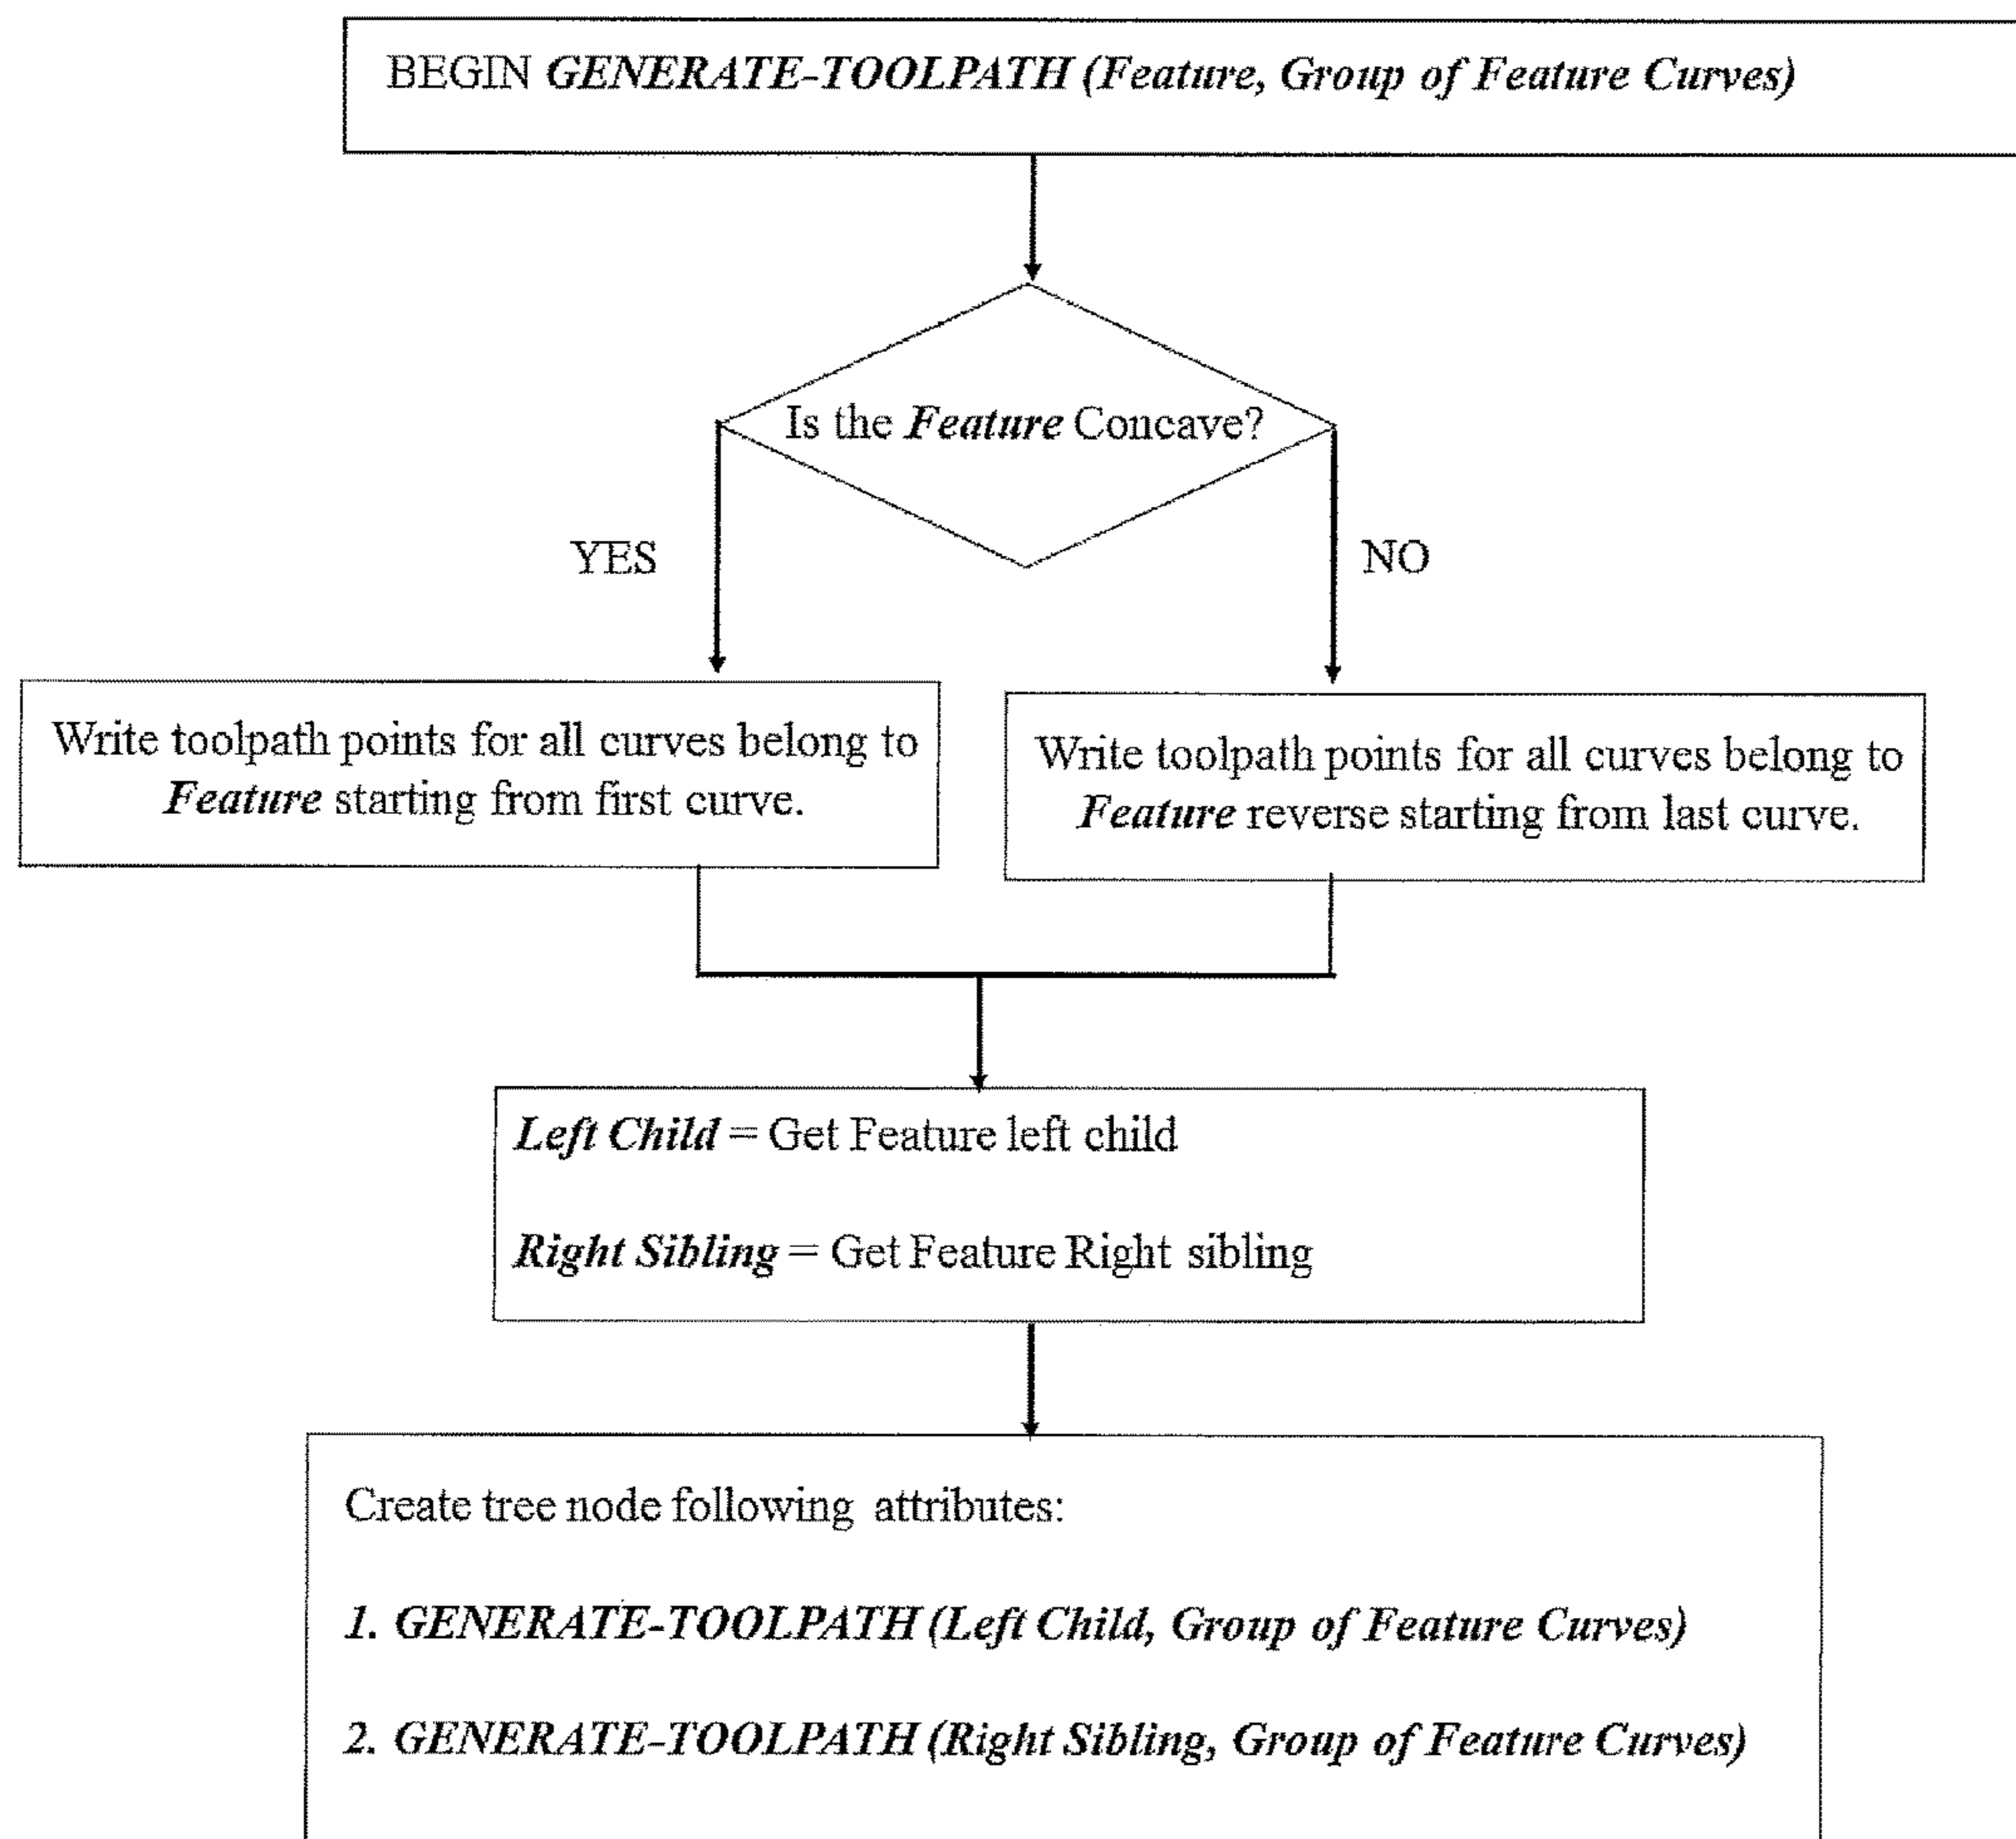 BEGIN GENERATE-TOOLPATH (Feature, Group of Feature Curves)
Is the Feature Concave?
YES
NO
Write toolpath points for all curves belong to
Feature starting from first curve.
Write toolpath points for all curves belong to
Feature reverse starting from last curve.
Left Child = Get Feature left child
Right Sibling = Get Feature Right sibling
Create tree node following attributes:
1. GENERATE-TOOLPATH (Left Child, Group of Feature Curves)
2. GENERATE-TOOLPATH (Right Sibling, Group of Feature Curves)